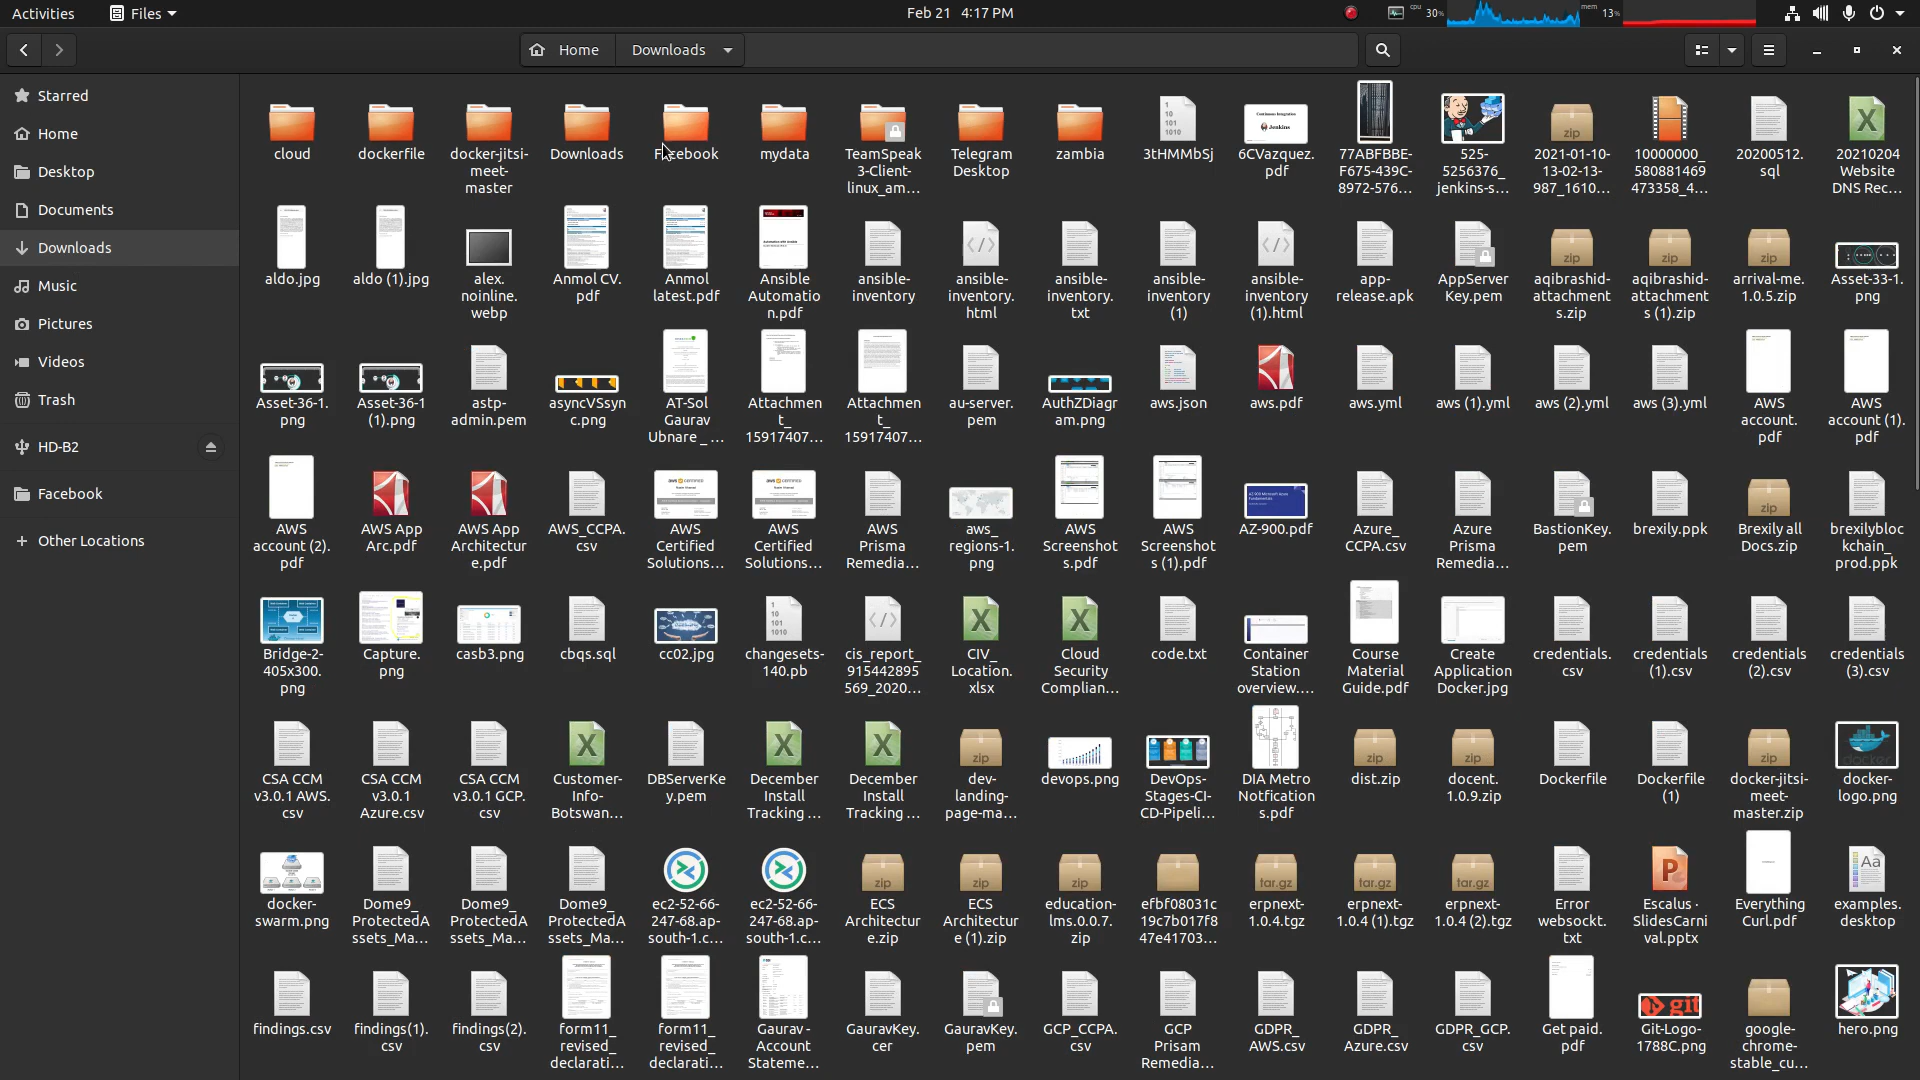 Activities
Files
Feb 21 4:17 PM
cpu 30%
mem 13%
Home
Downloads
Starred
Home
Desktop
Documents
Downloads
Music
Pictures
Videos
Trash
HD-B2
Facebook
Other Locations
cloud
dockerfile
docker-jitsi-
meet-
master
Downloads
Facebook
mydata
TeamSpeak
3-Client-
linux_am...
Telegram
Desktop
zambia
3tHMMbSj
6CVazquez.
pdf
77ABFBBE-
F675-439C-
8972-576...
525-
5256376_
jenkins-s...
2021-01-10-
13-02-13-
987_1610...
10000000_
580881469
473358_4...
20200512.
sql
20210204
Website
DNS Rec...
aldo.jpg
aldo (1).jpg
alex.
noinline.
webp
Anmol CV.
pdf
Anmol
latest.pdf
Ansible
Automatio
n.pdf
ansible-
inventory
ansible-
inventory.
html
ansible-
inventory.
txt
ansible-
inventory
(1)
ansible-
inventory
(1).html
app-
release.apk
AppServer
Key.pem
aqibrashid-
attachment
s.zip
aqibrashid-
attachment
s (1).zip
arrival-me.
1.0.5.zip
Asset-33-1.
png
Asset-36-1.
png
Asset-36-1
(1).png
astp-
admin.pem
asyncVSsyn
c.png
AT-Sol
Gaurav
Ubnare _ ...
Attachmen
t_
15917407...
Attachmen
t_
15917407...
au-server.
pem
AuthZDiagr
am.png
aws.json
aws.pdf
aws.yml
aws (1).yml
aws (2).yml
aws (3).yml
AWS
account.
pdf
AWS
account (1).
pdf
AWS
account (2).
pdf
AWS App
Arc.pdf
AWS App
Architectur
e.pdf
AWS_CCPA.
csv
AWS
Certified
Solutions...
AWS
Certified
Solutions...
AWS
Prisma
Remedia...
aws_
regions-1.
png
AWS
Screenshot
s.pdf
AWS
Screenshot
s (1).pdf
AZ-900.pdf
Azure_
CCPA.csv
Azure
Prisma
Remedia...
BastionKey.
pem
brexily.ppk
Brexily all
Docs.zip
brexilybloc
kchain_
prod.ppk
Bridge-2-
405x300.
png
Capture.
png
casb3.png
cbqs.sql
cc02.jpg
changesets-
140.pb
cis_report_
915442895
569_2020...
CIV_
Location.
xlsx
Cloud
Security
Complian...
code.txt
Container
Station
overview....
Course
Material
Guide.pdf
Create
Application
Docker.jpg
credentials.
csv
credentials
(1).csv
credentials
(2).csv
credentials
(3).csv
CSA CCM
v3.0.1 AWS.
csv
CSA CCM
v3.0.1
Azure.csv
CSA CCM
v3.0.1 GCP.
csv
Customer-
Info-
Botswan...
DBServerKe
y.pem
December
Install
Tracking ...
December
Install
Tracking ...
dev-
landing-
page-ma...
devops.png
DevOps-
Stages-CI-
CD-Pipeli...
DIA Metro
Notfication
s.pdf
dist.zip
docent.
1.0.9.zip
Dockerfile
Dockerfile
(1)
docker-jitsi-
meet-
master.zip
docker-
logo.png
docker-
swarm.png
Dome9_
ProtectedA
ssets_Ma...
Dome9_
ProtectedA
ssets_Ma...
Dome9_
ProtectedA
ssets_Ma...
ec2-52-66-
247-68.ap-
south-1.c...
ec2-52-66-
247-68.ap-
south-1.c...
ECS
Architectur
e.zip
ECS
Architectur
e (1).zip
education-
lms.0.0.7.
zip
efbf08031c
19c7b017f8
47e41703...
erpnext-
1.0.4.tgz
erpnext-
1.0.4 (1).tgz
erpnext-
1.0.4 (2).tgz
Error
websockt.
txt
Escalus ·
SlidesCarni
val.pptx
Everything
Curl.pdf
examples.
desktop
findings.csv
findings(1).
csv
findings(2).
csv
form11_
revised_
declarati...
form11_
revised_
declarati...
Gaurav -
Account
Stateme...
GauravKey.
cer
GauravKey.
pem
GCP_CCPA.
csv
GCP
Prisam
Remedia...
GDPR_
AWS.csv
GDPR_
Azure.csv
GDPR_GCP.
csv
Get paid.
pdf
Git-Logo-
1788C.png
google-
chrome-
stable_cu...
hero.png